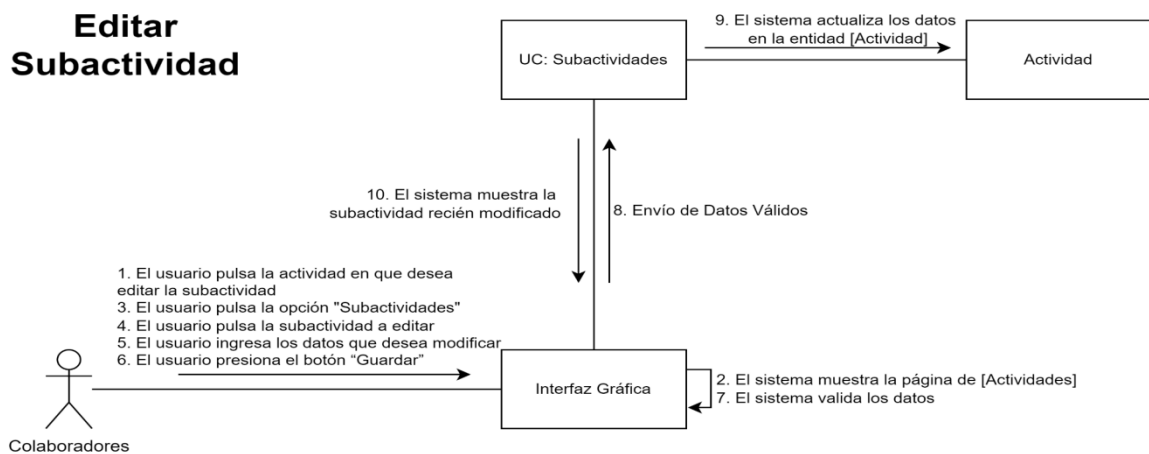 Editar
Subactividad
UC: Subactividades
9. El sistema actualiza los datos
en la entidad [Actividad]
Actividad
10. El sistema muestra la
subactividad recién modificado
8. Envío de Datos Válidos
1. El usuario pulsa la actividad en que desea
editar la subactividad
3. El usuario pulsa la opción "Subactividades"
4. El usuario pulsa la subactividad a editar
5. El usuario ingresa los datos que desea modificar
6. El usuario presiona el botón “Guardar”
Colaboradores
Interfaz Gráfica
2. El sistema muestra la página de [Actividades]
7. El sistema valida los datos